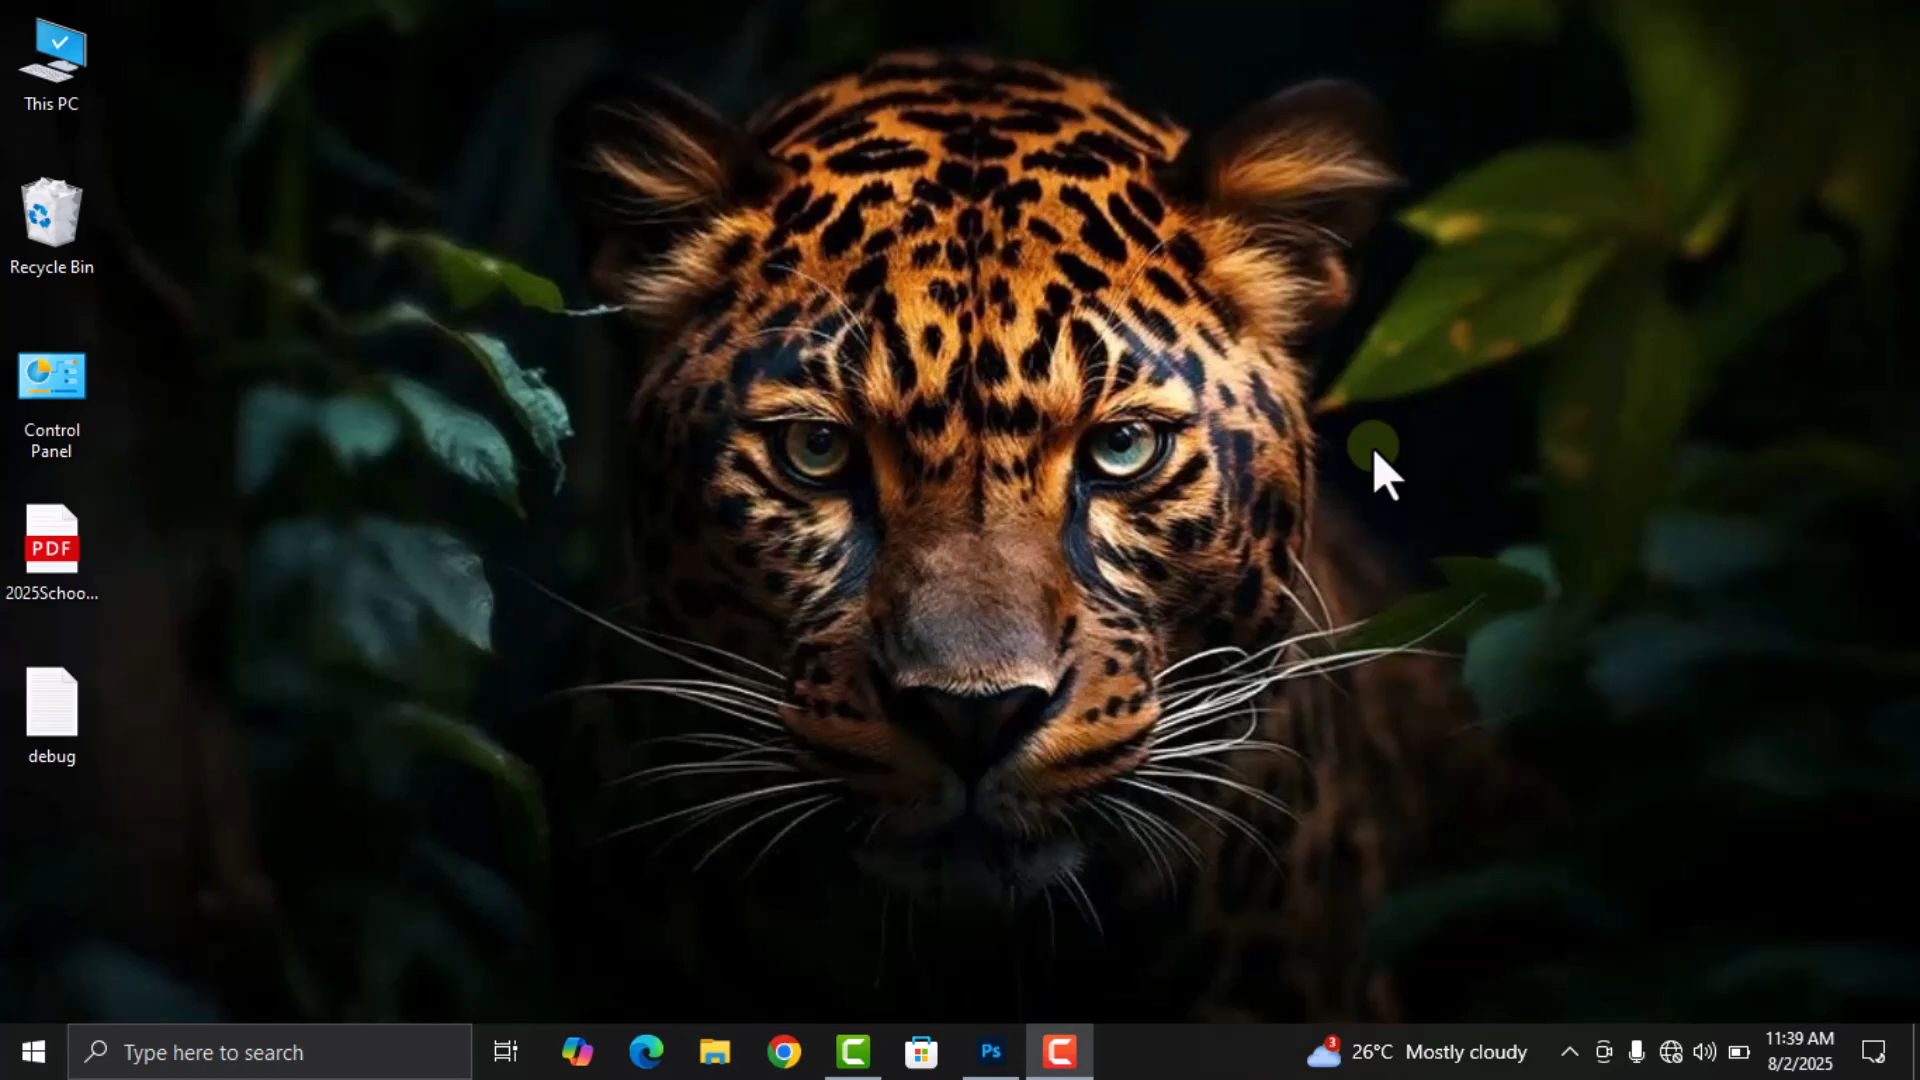 This PC
Recycle Bin
Control
Panel
PDF
2025Schoo...
debug
Type here to search
Ps
3
26°C Mostly cloudy
11:39 AM
8/2/2025